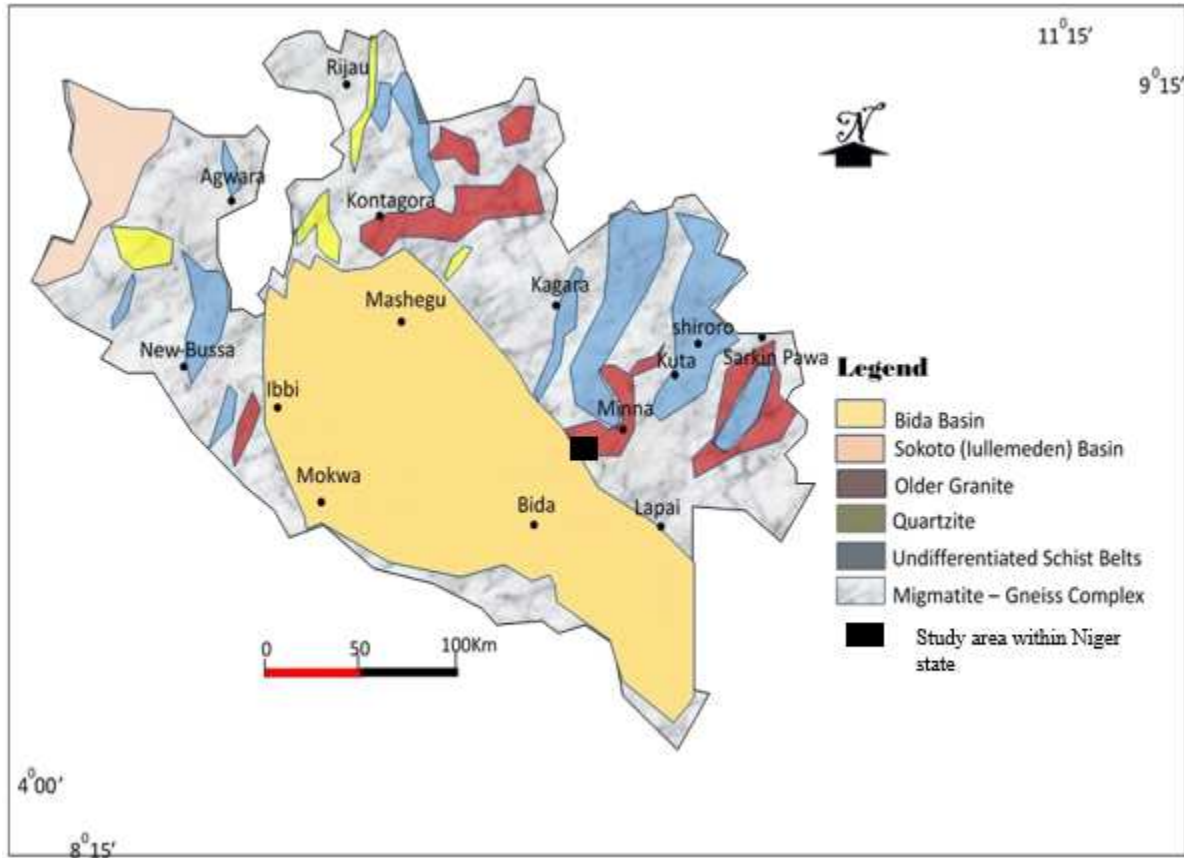 11⁰15'
9⁰15'
Rijau
N
Agwara
Kontagora
Kagara
Mashegu
shiroro
New-Bussa
Kuta
Sarkin Pawa
Ibbi
Minna
Mokwa
Bida
Lapai
Legend
Bida Basin
Sokoto (Iullemeden) Basin
Older Granite
Quartzite
Undifferentiated Schist Belts
Migmatite – Gneiss Complex
Study area within Niger
state
0 50 100Km
4⁰00'
8⁰15'